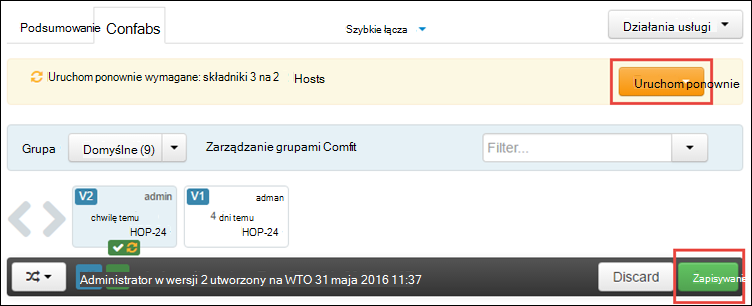 Podsumowanie Confabs Szybkie łącza Działania usługi
Uruchom ponownie wymagane: składniki 3 na 2 Hosts Uruchom ponownie
Grupa Domyślne (9) Zarządzanie grupami Comfit Filter...
V2 admin V1 adman
chwilę temu 4 dni temu
HOP-24 HOP-24
Administrator w wersji 2 utworzony na WTO 31 maja 2016 11:37 Discard Zapisywane